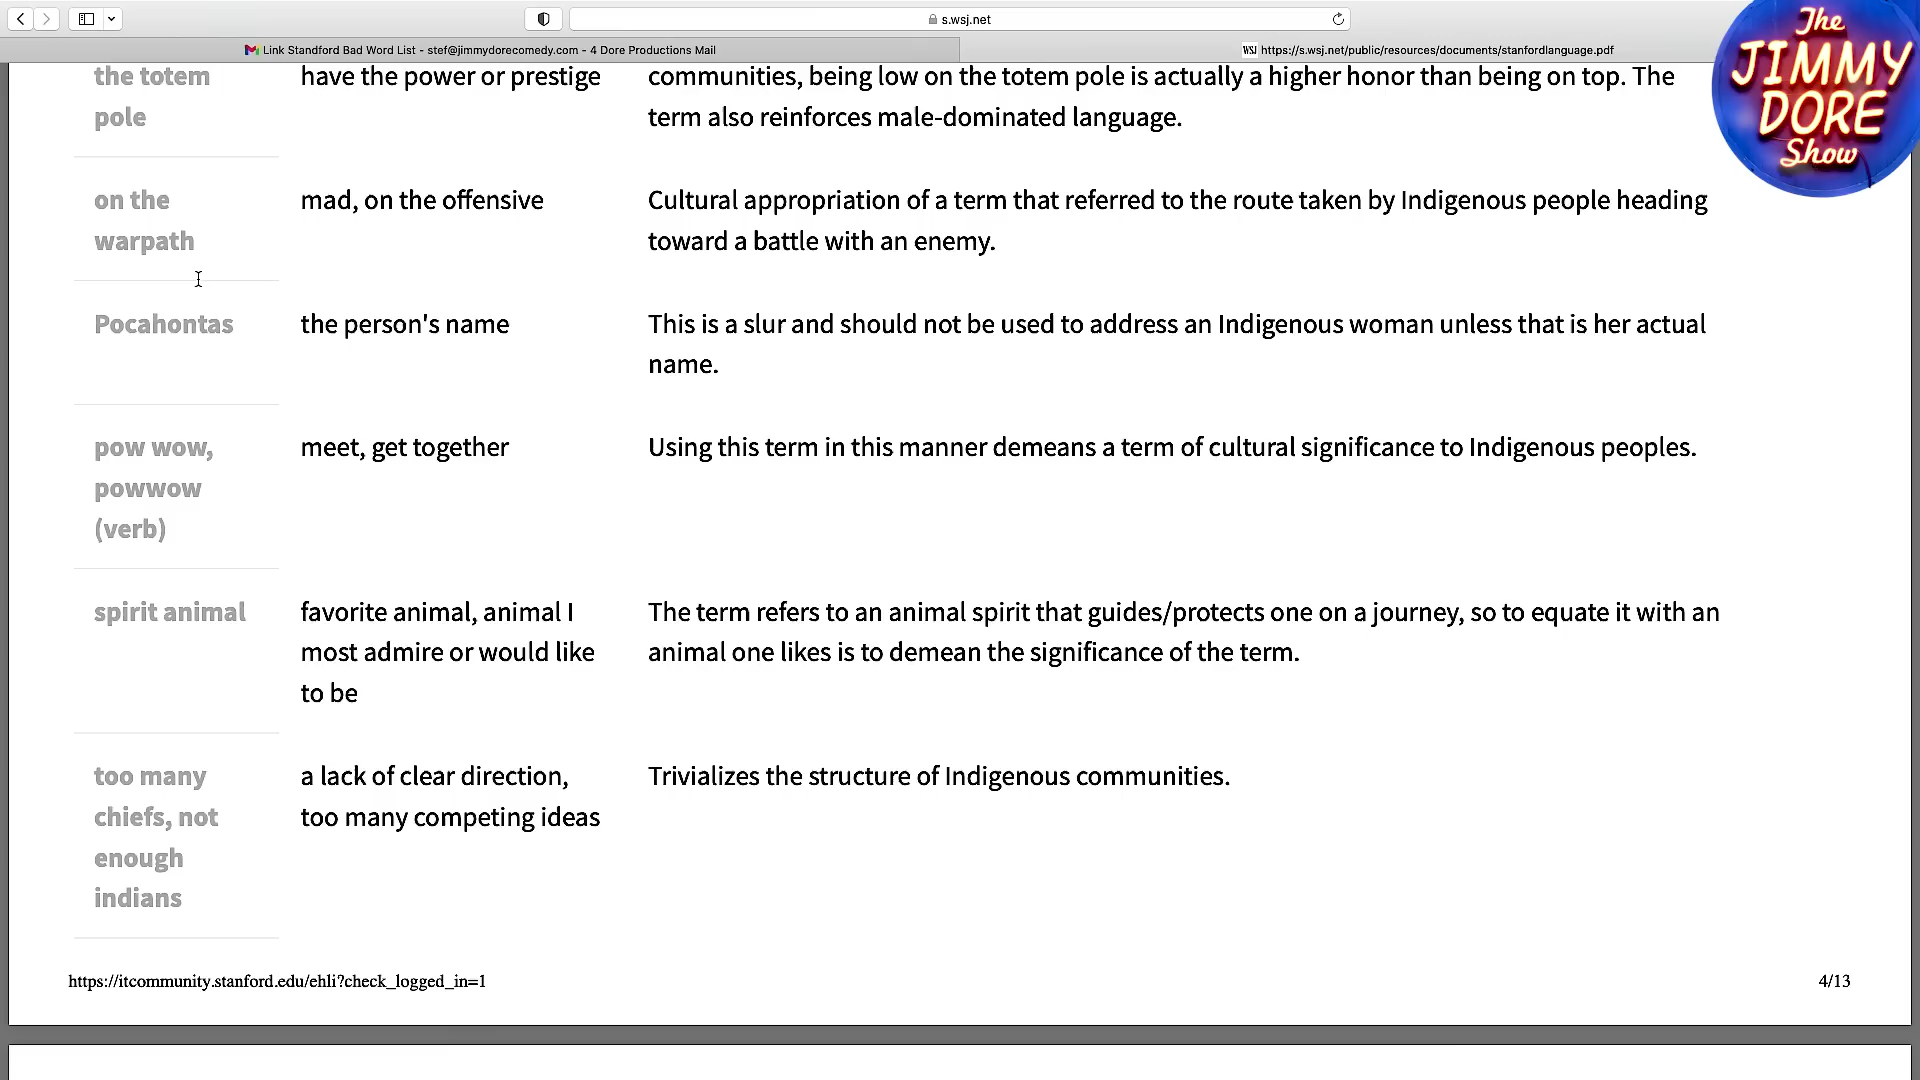 s.wsj.net
Link Standford Bad Word List - stef@jimmydorecomedy.com - 4 Dore Productions Mail
WSJ https://s.wsj.net/public/resources/documents/stanfordlanguage.pdf
The
JIMMY
DORE
Show
the totem
pole
have the power or prestige
communities, being low on the totem pole is actually a higher honor than being on top. The
term also reinforces male-dominated language.
on the
warpath
mad, on the offensive
Cultural appropriation of a term that referred to the route taken by Indigenous people heading
toward a battle with an enemy.
Pocahontas
the person's name
This is a slur and should not be used to address an Indigenous woman unless that is her actual
name.
pow wow,
powwow
(verb)
meet, get together
Using this term in this manner demeans a term of cultural significance to Indigenous peoples.
spirit animal
favorite animal, animal I
most admire or would like
to be
The term refers to an animal spirit that guides/protects one on a journey, so to equate it with an
animal one likes is to demean the significance of the term.
too many
chiefs, not
enough
indians
a lack of clear direction,
too many competing ideas
Trivializes the structure of Indigenous communities.
https://itcommunity.stanford.edu/ehli?check_logged_in=1
4/13